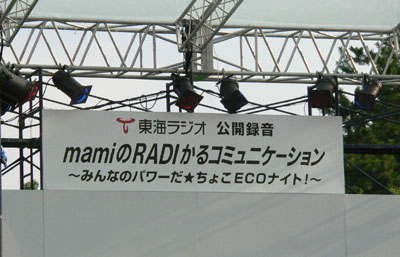 東海ラジオ 公開録音
mamiのRADIかるコミュニケーション
～みんなのパワーだ★ちょこECOナイト!～